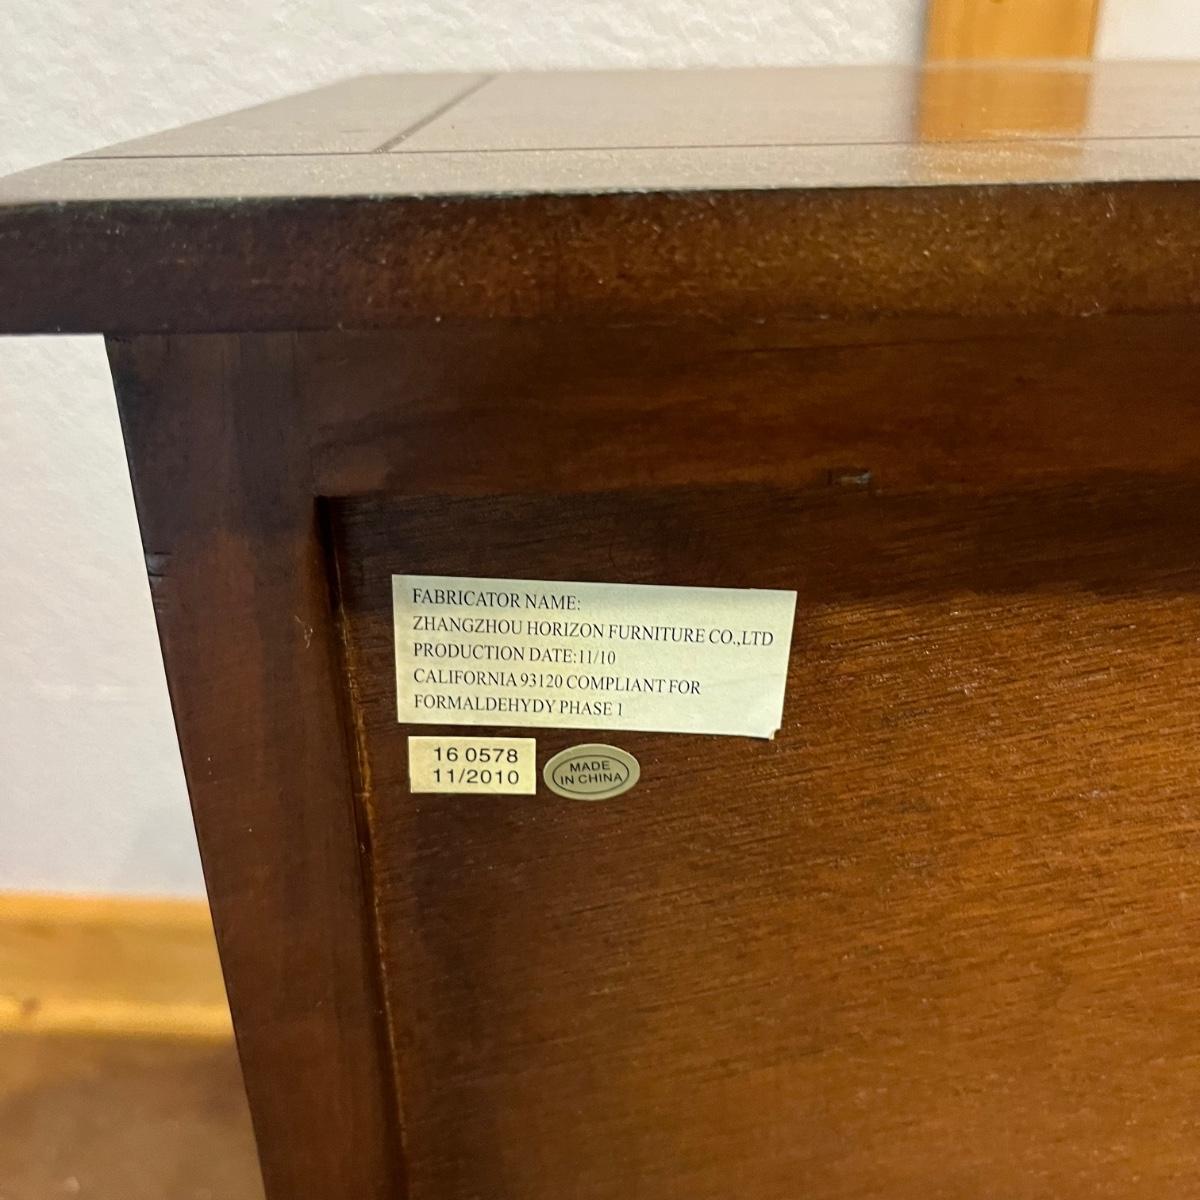 FABRICATOR NAME:
ZHANGZHOU HORIZON FURNITURE CO.,LTD
PRODUCTION DATE:11/10
CALIFORNIA 93120 COMPLIANT FOR
FORMALDEHYDY PHASE 1
16 0578
11/2010
MADE
IN CHINA